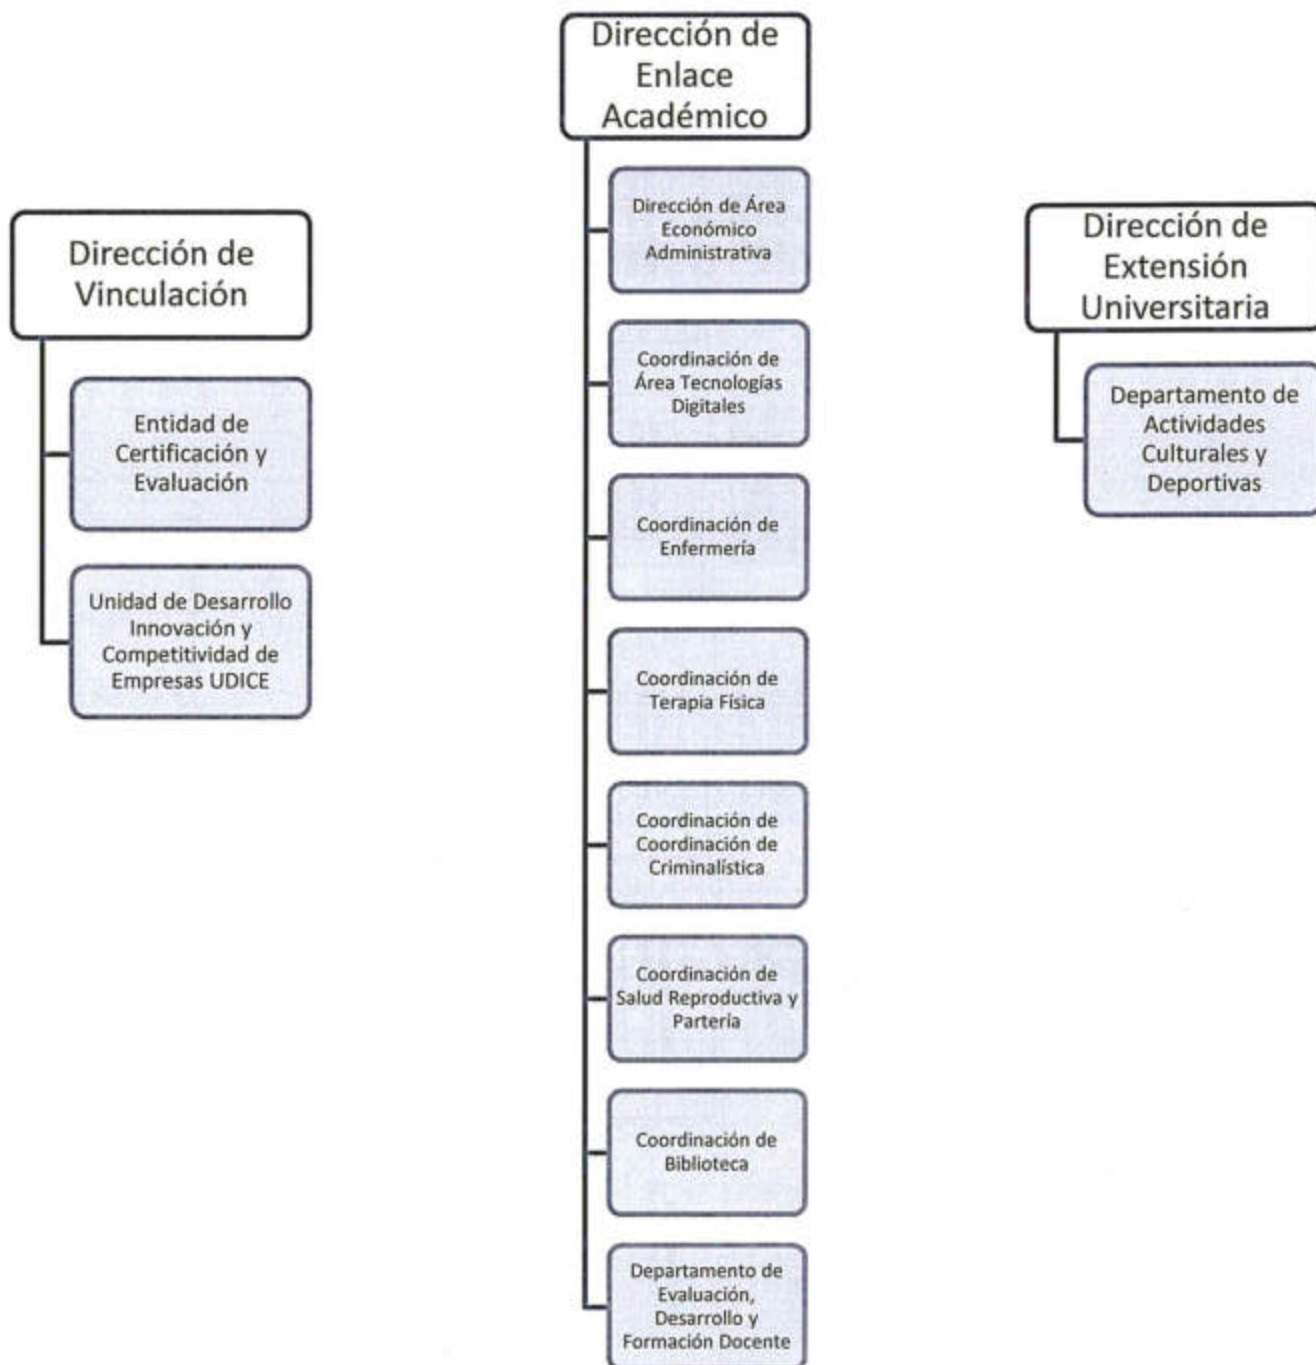 Dirección de
Vinculación
Entidad de
Certificación y
Evaluación
Unidad de Desarrollo
Innovación y
Competitividad de
Empresas UDICE
Dirección de
Enlace
Académico
Dirección de Área
Económico
Administrativa
Coordinación de
Área Tecnologías
Digitales
Coordinación de
Enfermería
Coordinación de
Terapia Física
Coordinación de
Coordinación de
Criminalística
Coordinación de
Salud Reproductiva y
Partería
Coordinación de
Biblioteca
Departamento de
Evaluación,
Desarrollo y
Formación Docente
Dirección de
Extensión
Universitaria
Departamento de
Actividades
Culturales y
Deportivas